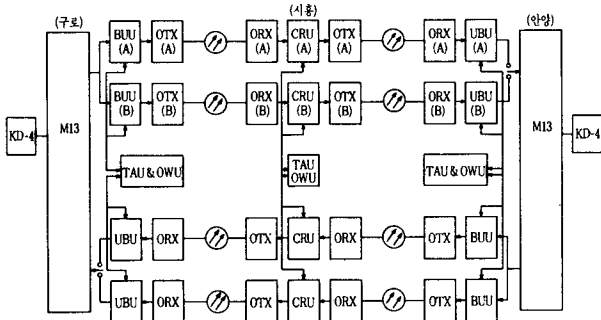 (구로) (시흥) (안양)
BUU (A) OTX (A) ORX (A) CRU (A) OTX (A) ORX (A) UBU (A)
BUU (B) OTX (B) ORX (B) CRU (B) OTX (B) ORX (B) UBU (B)
KD-4 M13 M13 KD-4
TAU & OWU TAU OWU TAU & OWU
UBU ORX OTX CRU ORX OTX BUU
UBU ORX OTX CRU ORX OTX BUU